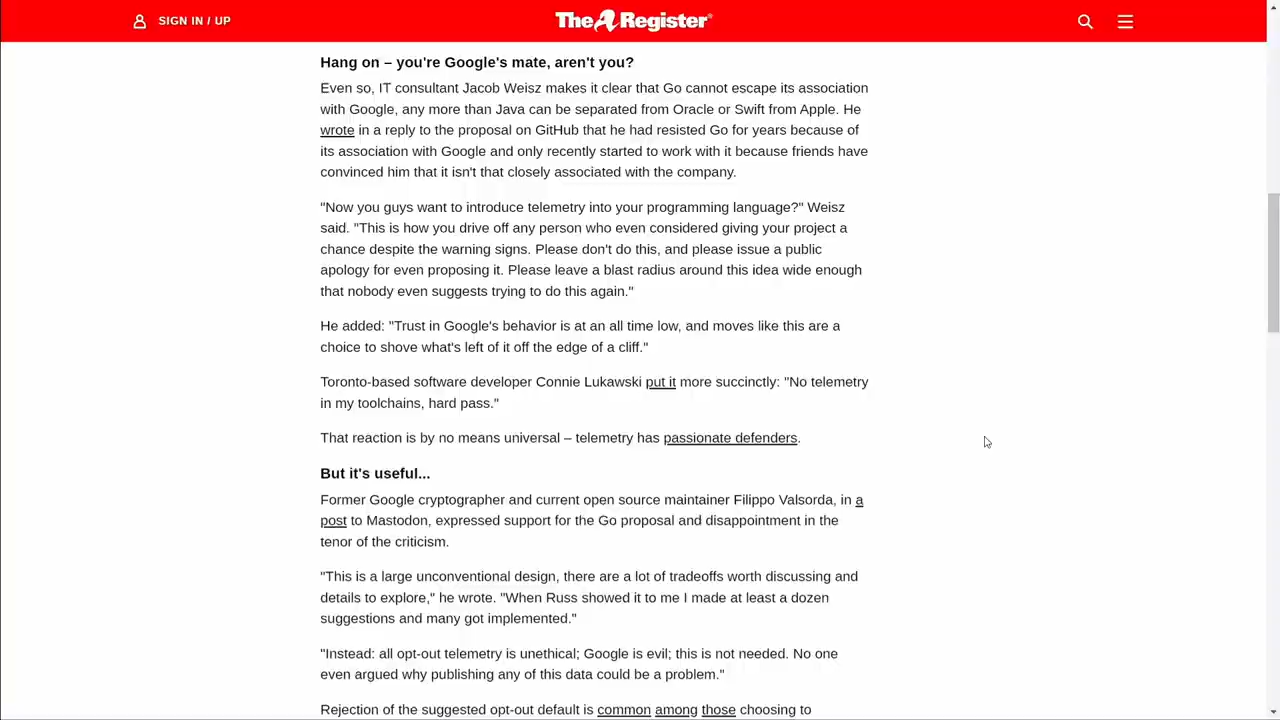 SIGN IN / UP
The Register®
Hang on – you're Google's mate, aren't you?
Even so, IT consultant Jacob Weisz makes it clear that Go cannot escape its association
with Google, any more than Java can be separated from Oracle or Swift from Apple. He
wrote in a reply to the proposal on GitHub that he had resisted Go for years because of
its association with Google and only recently started to work with it because friends have
convinced him that it isn't that closely associated with the company.
"Now you guys want to introduce telemetry into your programming language?" Weisz
said. "This is how you drive off any person who even considered giving your project a
chance despite the warning signs. Please don't do this, and please issue a public
apology for even proposing it. Please leave a blast radius around this idea wide enough
that nobody even suggests trying to do this again."
He added: "Trust in Google's behavior is at an all time low, and moves like this are a
choice to shove what's left of it off the edge of a cliff."
Toronto-based software developer Connie Lukawski put it more succinctly: "No telemetry
in my toolchains, hard pass."
That reaction is by no means universal – telemetry has passionate defenders.
But it's useful...
Former Google cryptographer and current open source maintainer Filippo Valsorda, in a
post to Mastodon, expressed support for the Go proposal and disappointment in the
tenor of the criticism.
"This is a large unconventional design, there are a lot of tradeoffs worth discussing and
details to explore," he wrote. "When Russ showed it to me I made at least a dozen
suggestions and many got implemented."
"Instead: all opt-out telemetry is unethical; Google is evil; this is not needed. No one
even argued why publishing any of this data could be a problem."
Rejection of the suggested opt-out default is common among those choosing to